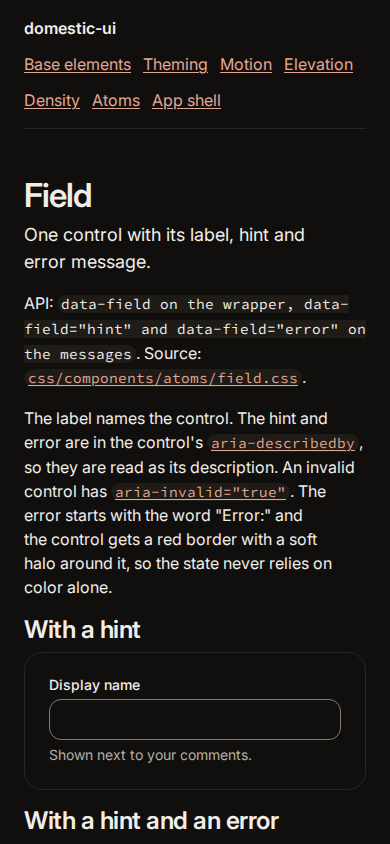 domestic-ui
Base elements Theming Motion Elevation
Density Atoms App shell
Field
One control with its label, hint and
error message.
API: data-field on the wrapper, data-
field="hint" and data-field="error" on
the messages. Source:
css/components/atoms/field.css.
The label names the control. The hint and
error are in the control's aria-describedby,
so they are read as its description. An invalid
control has aria-invalid="true". The
error starts with the word "Error:" and
the control gets a red border with a soft
halo around it, so the state never relies on
color alone.
With a hint
Display name
Shown next to your comments.
With a hint and an error